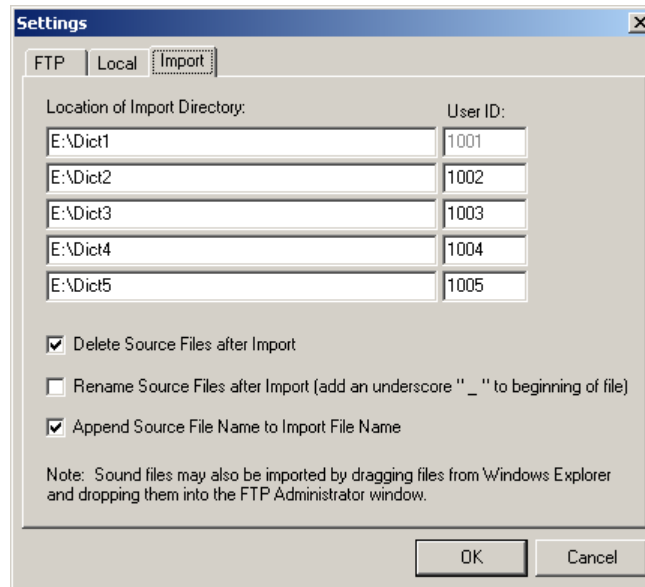 Settings
FTP Local Import
Location of Import Directory: User ID:
E:\Dict1 1001
E:\Dict2 1002
E:\Dict3 1003
E:\Dict4 1004
E:\Dict5 1005
Delete Source Files after Import
Rename Source Files after Import (add an underscore " _ " to beginning of file)
Append Source File Name to Import File Name
Note:  Sound files may also be imported by dragging files from Windows Explorer
and dropping them into the FTP Administrator window.
OK Cancel